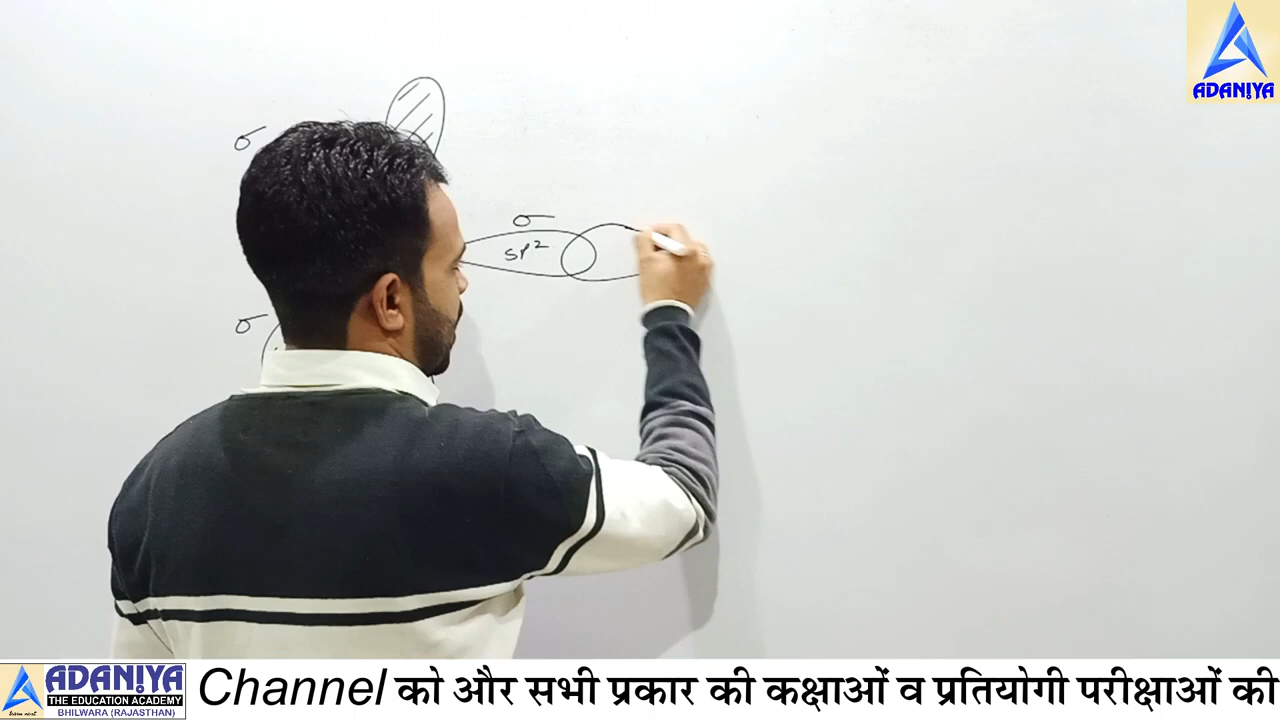 ADANIYA
σ
σ
sp²
σ
ADANIYA
THE EDUCATION ACADEMY
BHILWARA (RAJASTHAN)
Channel को और सभी प्रकार की कक्षाओं व प्रतियोगी परीक्षाओं की